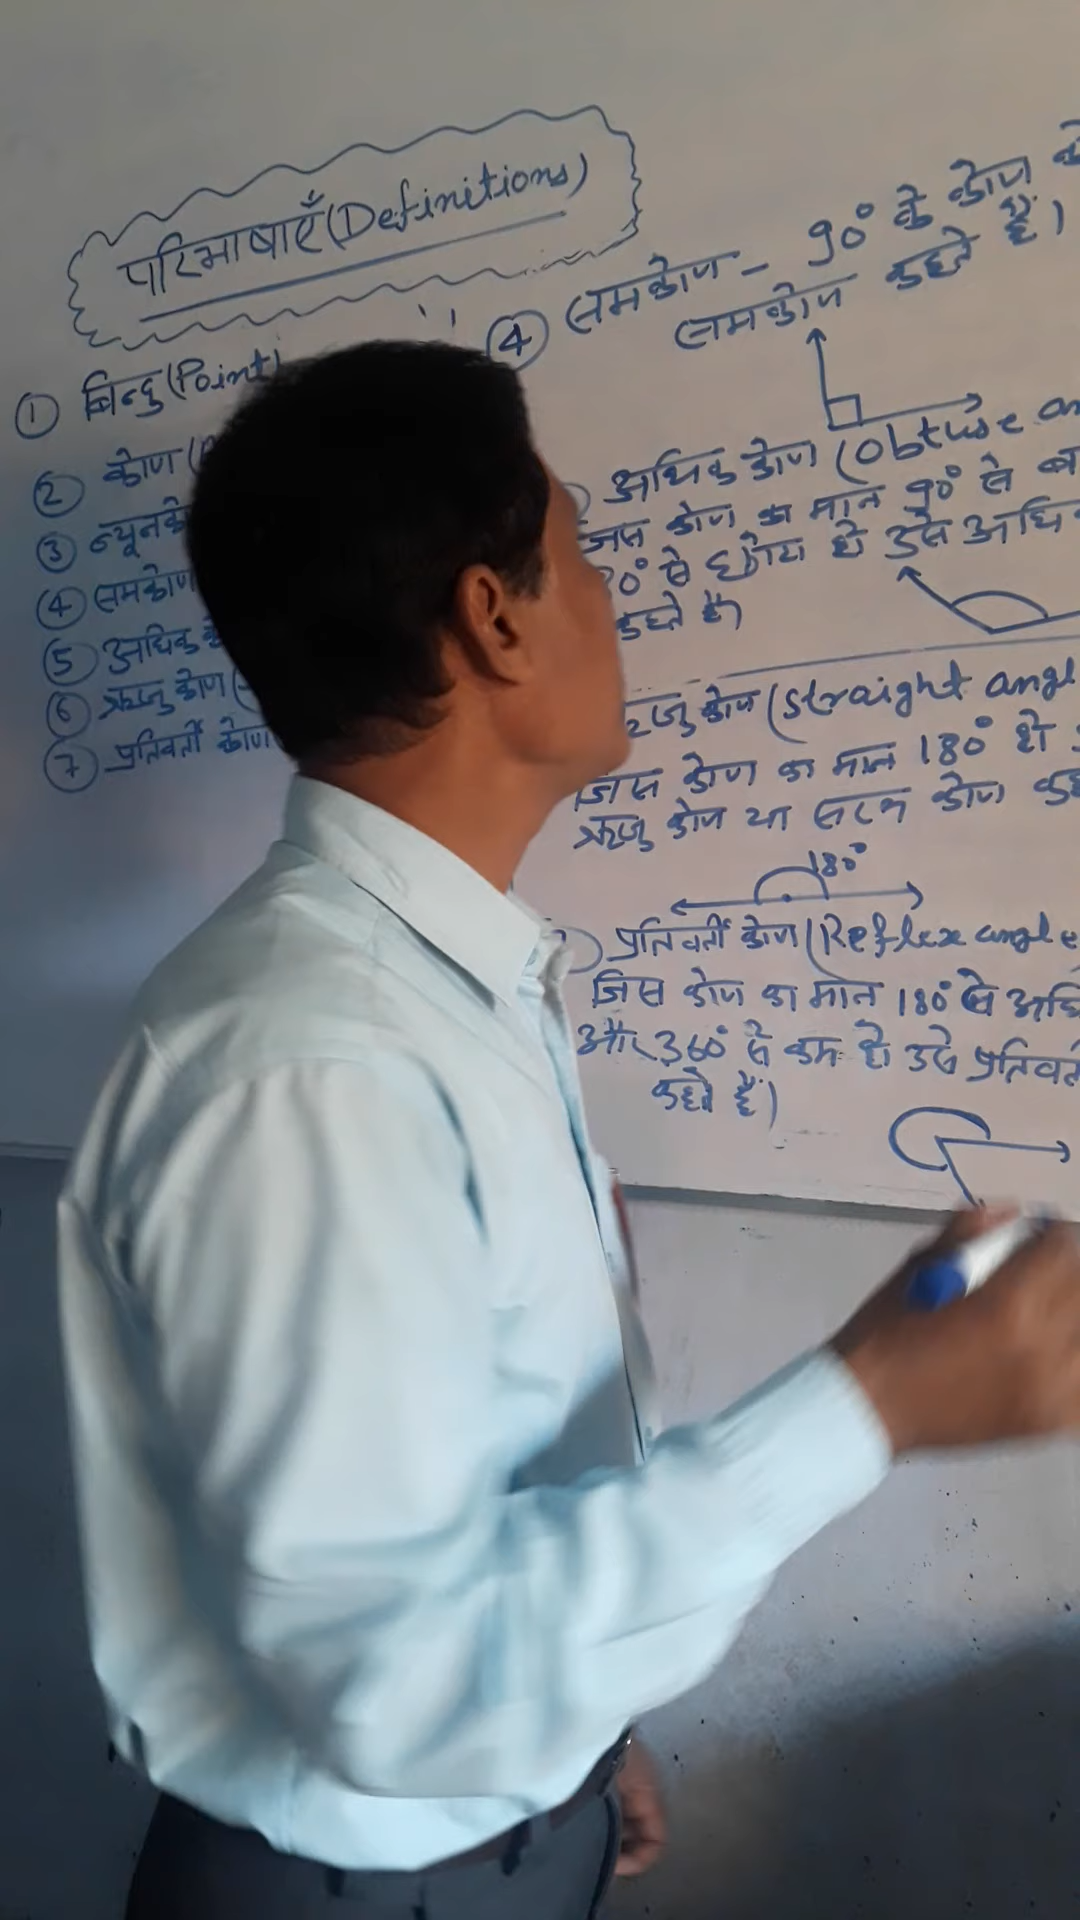 परिभाषाएँ (Definitions)
① बिन्दु (Point)
② कोण
③ न्यूनको
④ समकोण
⑤ अधिक
⑥ ऋजु कोण
⑦ प्रतिवर्ती कोण
④ समकोण - 90° के कोण
समकोण कहते हैं।
अधिक कोण (Obtuse an
जिस कोण का मान 90° से
से छोटा हो उसे अधि
कहते हैं।
ऋजु कोण (Straight angl
जिस कोण का मान 180° हो
ऋजु कोण या सरल कोण
180°
प्रतिवर्ती कोण (Reflex angle
जिस कोण का मान 180° से अधि
और 360° से कम हो उसे प्रतिवर्त
कहते हैं।